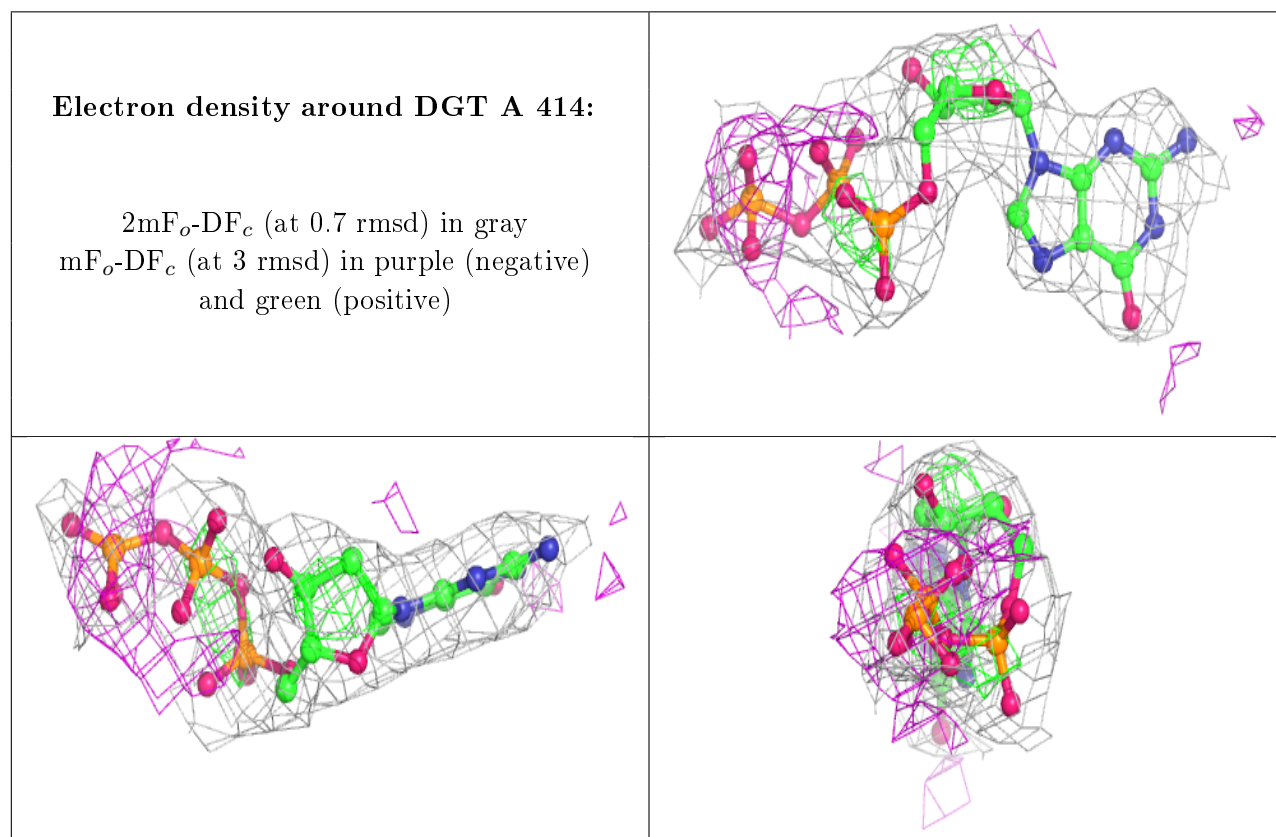 Electron density around DGT A 414:
2mFo-DFc (at 0.7 rmsd) in gray
mFo-DFc (at 3 rmsd) in purple (negative)
and green (positive)